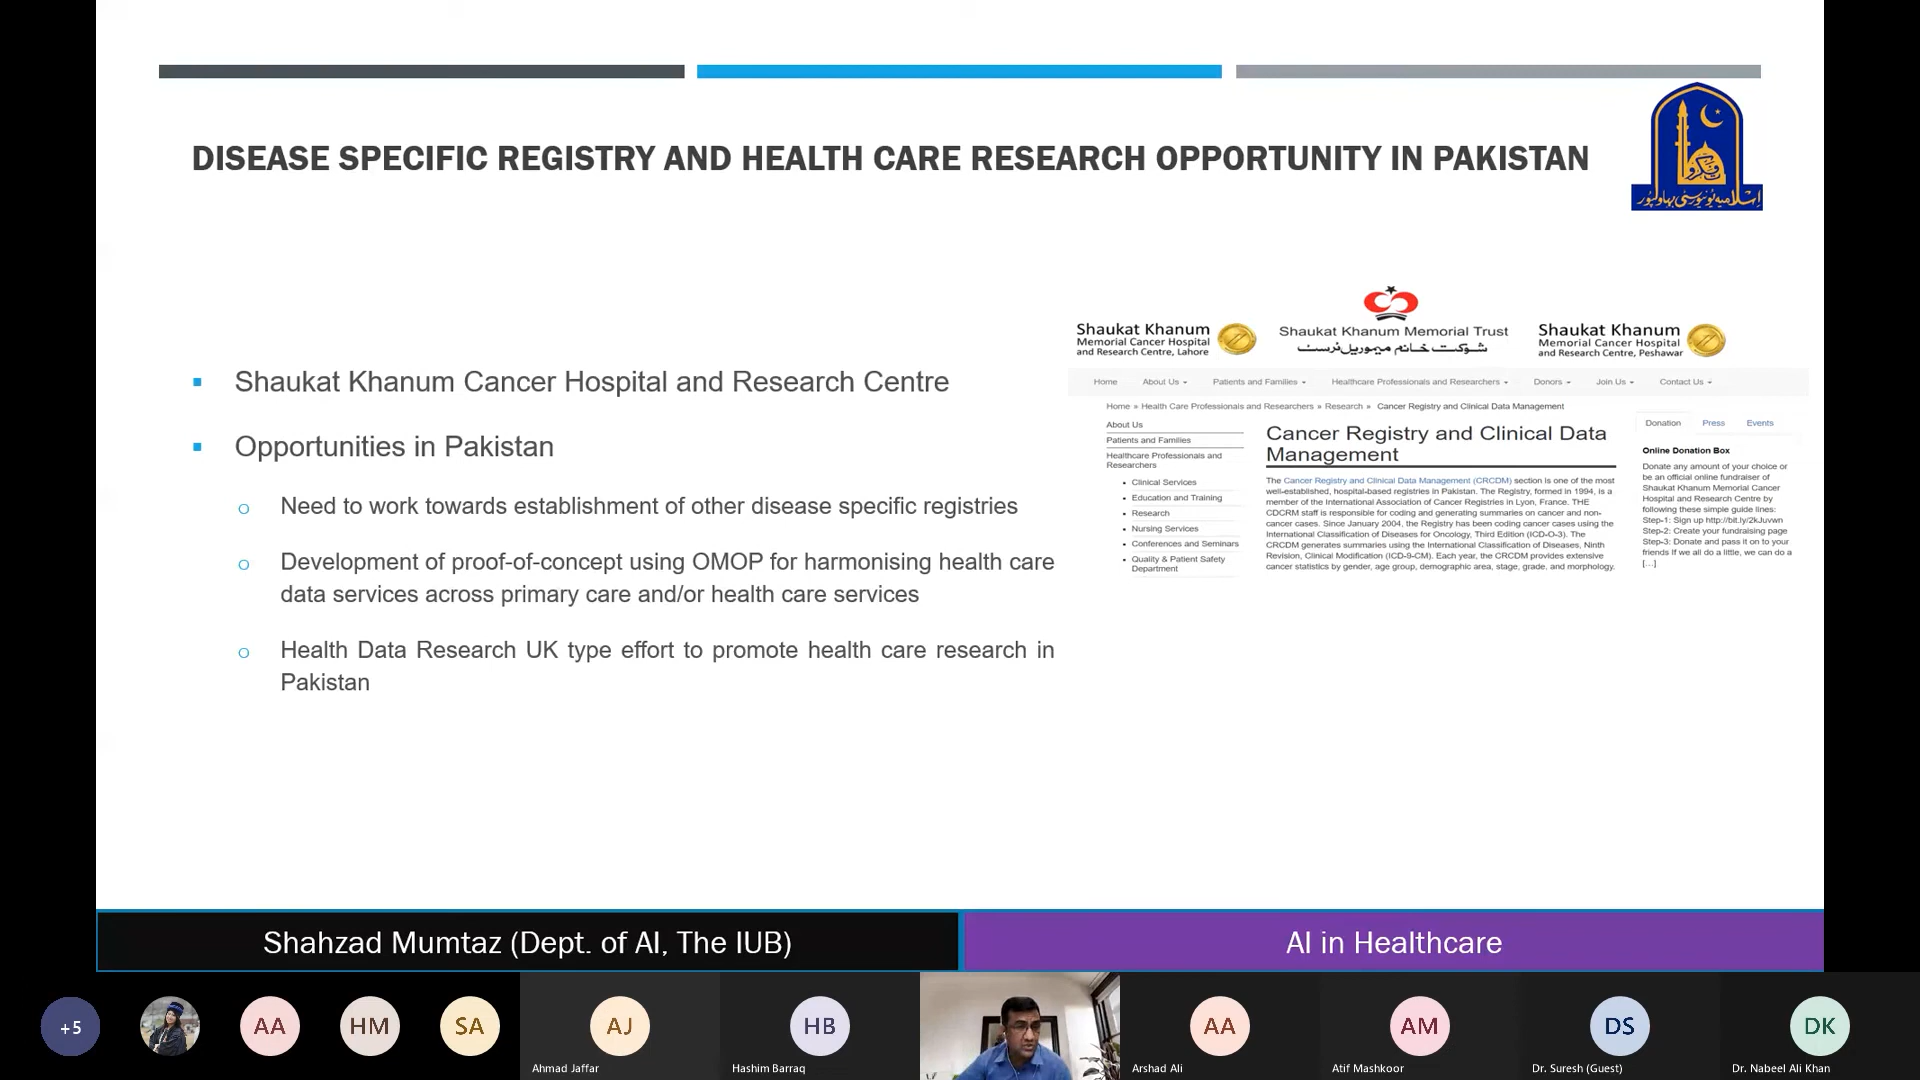 DISEASE SPECIFIC REGISTRY AND HEALTH CARE RESEARCH OPPORTUNITY IN PAKISTAN
اسلامیہ یونیورسٹی بہاولپور
Shaukat Khanum Cancer Hospital and Research Centre
Opportunities in Pakistan
o Need to work towards establishment of other disease specific registries
o Development of proof-of-concept using OMOP for harmonising health care
data services across primary care and/or health care services
o Health Data Research UK type effort to promote health care research in
Pakistan
Shaukat Khanum
Memorial Cancer Hospital
and Research Centre, Lahore
Shaukat Khanum Memorial Trust
شوکت خانم میموریل ٹرسٹ
Shaukat Khanum
Memorial Cancer Hospital
and Research Centre, Peshawar
Home About Us Patients and Families Healthcare Professionals and Researchers Donors Join Us Contact Us
Home » Health Care Professionals and Researchers » Research » Cancer Registry and Clinical Data Management
About Us
Patients and Families
Healthcare Professionals and
Researchers
Clinical Services
Education and Training
Research
Nursing Services
Conferences and Seminars
Quality & Patient Safety
Department
Cancer Registry and Clinical Data
Management
The Cancer Registry and Clinical Data Management (CRCDM) section is one of the most
well-established, hospital-based registries in Pakistan. The Registry, formed in 1994, is a
member of the International Association of Cancer Registries in Lyon, France. THE
CDCRM staff is responsible for coding and generating summaries on cancer and non-
cancer cases. Since January 2004, the Registry has been coding cancer cases using the
International Classification of Diseases for Oncology, Third Edition (ICD-O-3). The
CRCDM generates summaries using the International Classification of Diseases, Ninth
Revision, Clinical Modification (ICD-9-CM). Each year, the CRCDM provides extensive
cancer statistics by gender, age group, demographic area, stage, grade, and morphology.
Donation Press Events
Online Donation Box
Donate any amount of your choice or
be an official online fundraiser of
Shaukat Khanum Memorial Cancer
Hospital and Research Centre by
following these simple guide lines:
Step-1: Sign up http://bit.ly/2kJuvwn
Step-2: Create your fundraising page
Step-3: Donate and pass it on to your
friends If we all do a little, we can do a
[...]
Shahzad Mumtaz (Dept. of AI, The IUB)
AI in Healthcare
+5
AA
HM
SA
AJ
Ahmad Jaffar
HB
Hashim Barraq
AA
Arshad Ali
AM
Atif Mashkoor
DS
Dr. Suresh (Guest)
DK
Dr. Nabeel Ali Khan